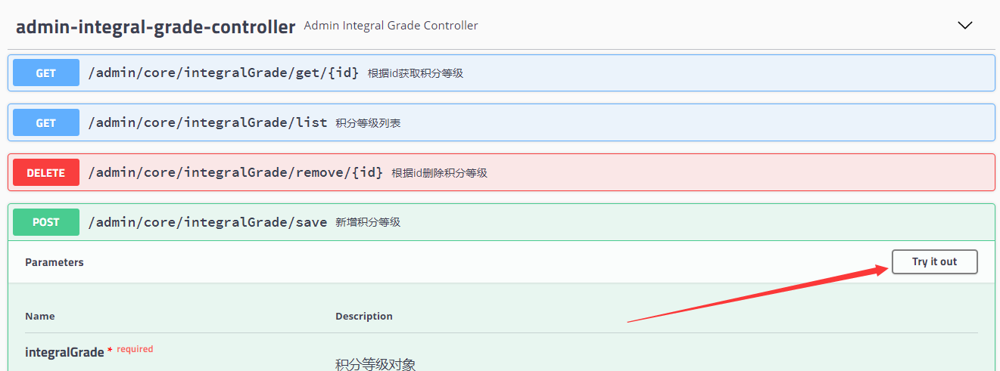 admin-integral-grade-controller Admin Integral Grade Controller
GET /admin/core/integralGrade/get/{id} 根据id获取积分等级
GET /admin/core/integralGrade/list 积分等级列表
DELETE /admin/core/integralGrade/remove/{id} 根据id删除积分等级
POST /admin/core/integralGrade/save 新增积分等级
Parameters Try it out
Name Description
integralGrade * required
积分等级对象